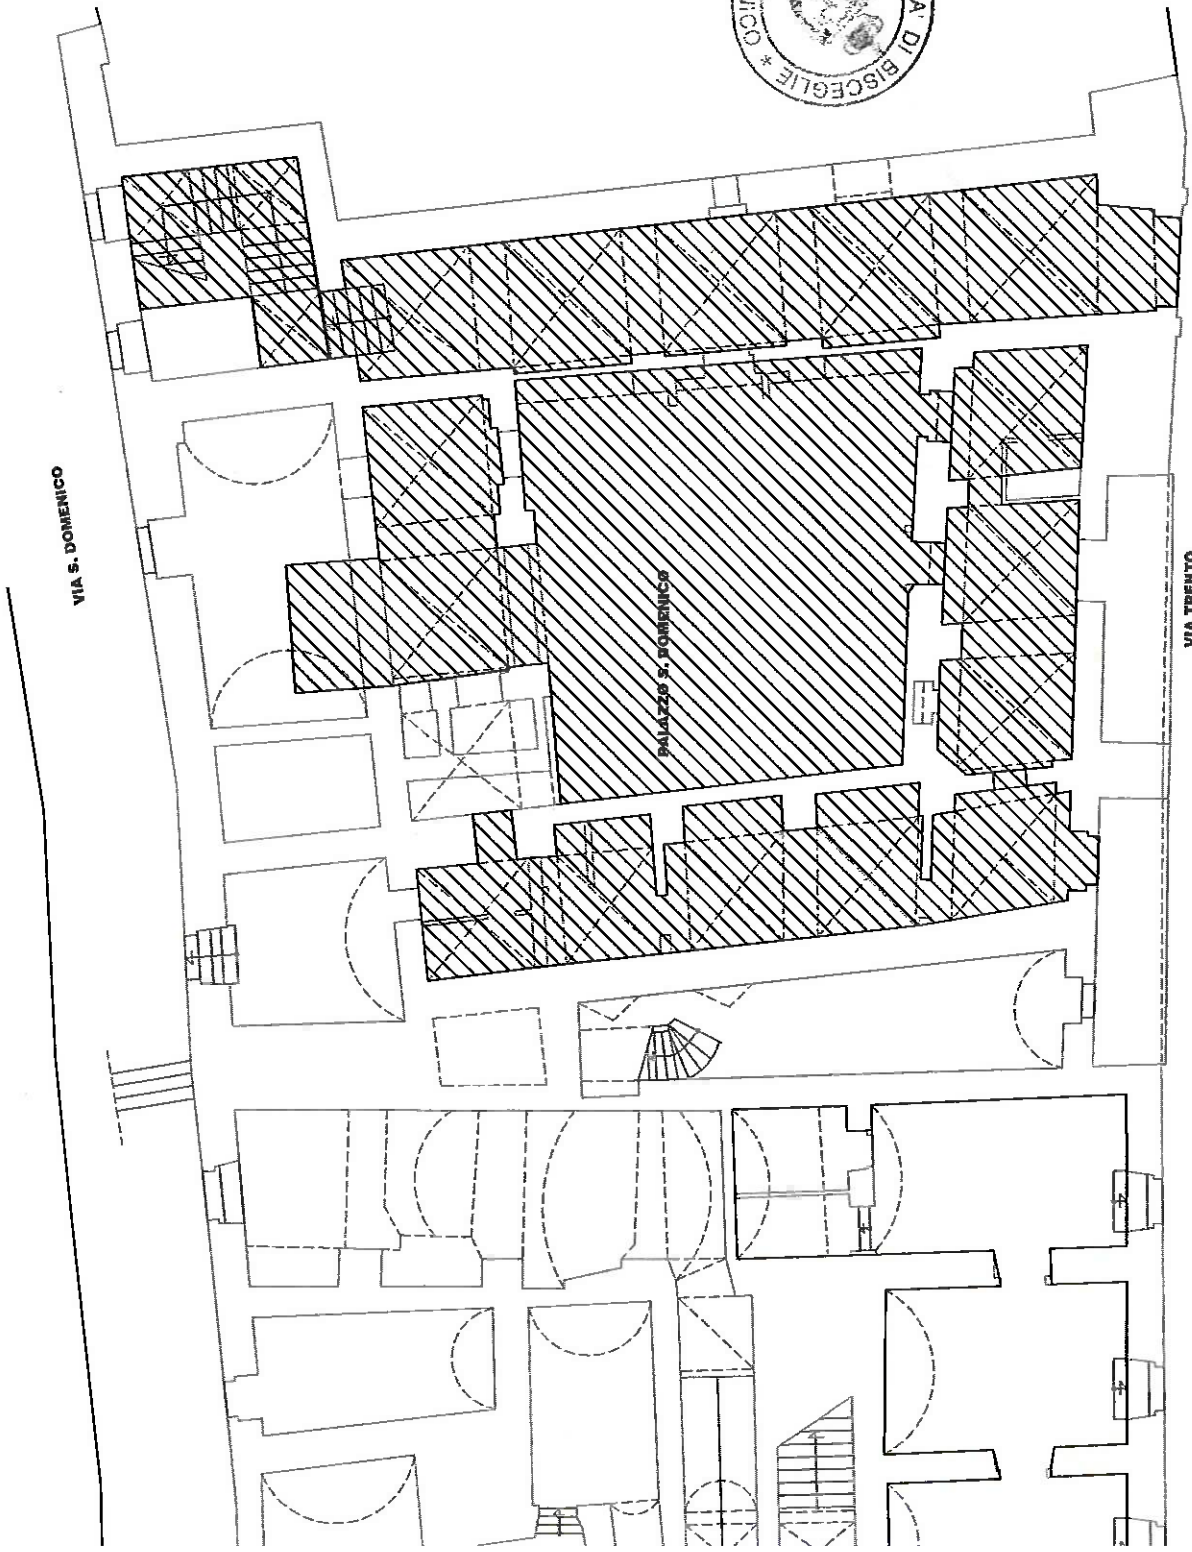 À DI BISCEGLIE *
VIA S. DOMENICO
PALAZZO S. DOMENICO
VIA TRENTO